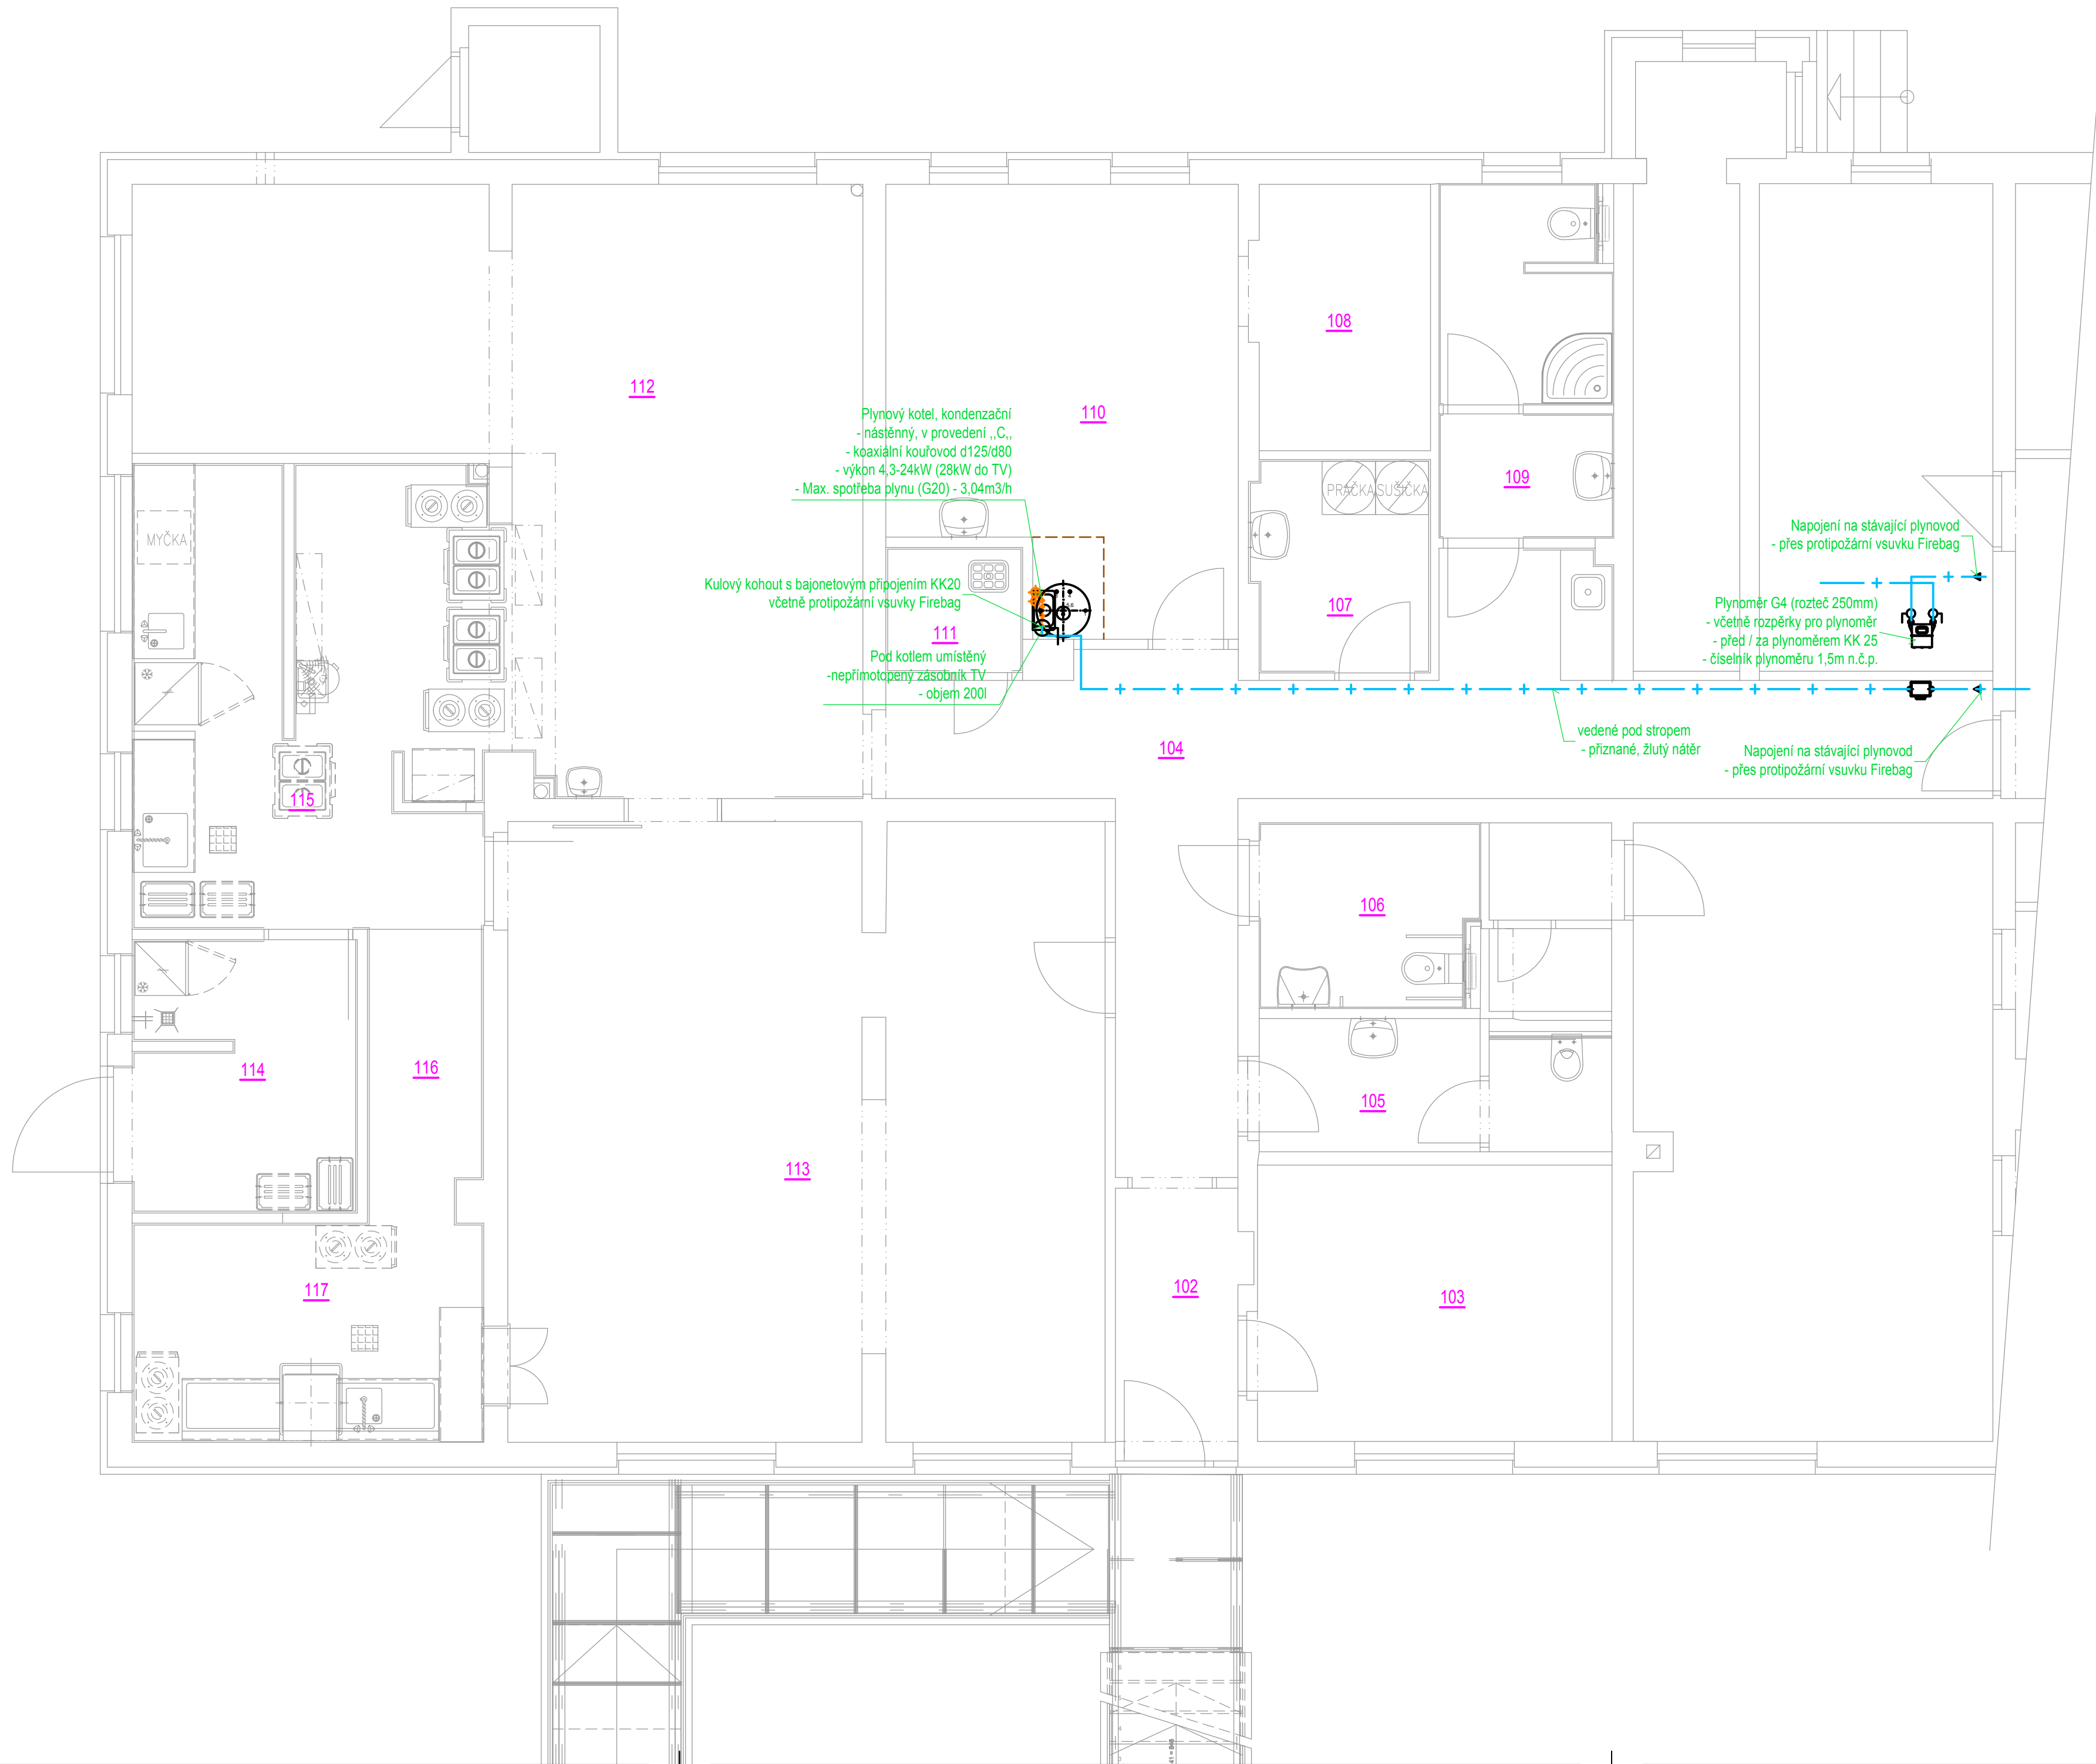 108
112
110
Plynový kotel, kondenzační
- nástěnný, v provedení ,,C,,
- koaxiální kouřovod d125/d80
- výkon 4,3-24kW (28kW do TV)
- Max. spotřeba plynu (G20) - 3,04m3/h
PRAČKA
SUŠIČKA
109
MYČKA
Napojení na stávající plynovod
- přes protipožární vsuvku Firebag
Kulový kohout s bajonetovým připojením KK20
včetně protipožární vsuvky Firebag
107
Plynoměr G4 (rozteč 250mm)
- včetně rozpěrky pro plynoměr
- před / za plynoměrem KK 25
- číselník plynoměru 1,5m n.č.p.
111
Pod kotlem umístěný
-nepřímotopený zásobník TV
- objem 200l
vedené pod stropem
- přiznané, žlutý nátěr
104
Napojení na stávající plynovod
- přes protipožární vsuvku Firebag
115
106
114
116
105
113
117
102
103